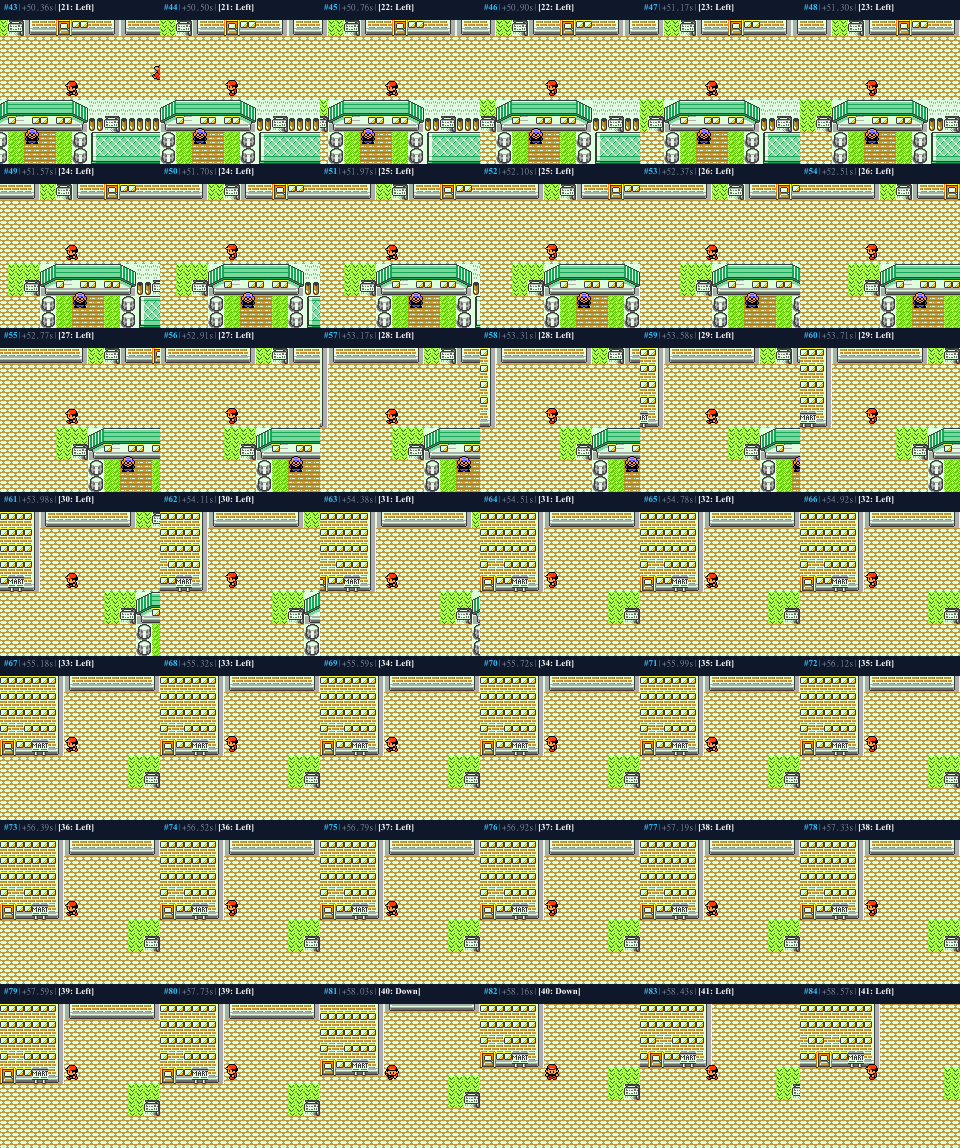 #43|+50.36s|[21: Left] #44|+50.50s|[21: Left] #45|+50.76s|[22: Left] #46|+50.90s|[22: Left] #47|+51.17s|[23: Left] #48|+51.30s|[23: Left]
#49|+51.57s|[24: Left] #50|+51.70s|[24: Left] #51|+51.97s|[25: Left] #52|+52.10s|[25: Left] #53|+52.37s|[26: Left] #54|+52.51s|[26: Left]
#55|+52.77s|[27: Left] #56|+52.91s|[27: Left] #57|+53.17s|[28: Left] #58|+53.31s|[28: Left] #59|+53.58s|[29: Left] #60|+53.71s|[29: Left]
MART
#61|+53.98s|[30: Left] #62|+54.11s|[30: Left] #63|+54.38s|[31: Left] #64|+54.51s|[31: Left] #65|+54.78s|[32: Left] #66|+54.92s|[32: Left]
MART MART MART MART MART MART
#67|+55.18s|[33: Left] #68|+55.32s|[33: Left] #69|+55.59s|[34: Left] #70|+55.72s|[34: Left] #71|+55.99s|[35: Left] #72|+56.12s|[35: Left]
MART MART MART MART MART MART
#73|+56.39s|[36: Left] #74|+56.52s|[36: Left] #75|+56.79s|[37: Left] #76|+56.92s|[37: Left] #77|+57.19s|[38: Left] #78|+57.33s|[38: Left]
MART MART MART MART MART MART
#79|+57.59s|[39: Left] #80|+57.73s|[39: Left] #81|+58.03s|[40: Down] #82|+58.16s|[40: Down] #83|+58.43s|[41: Left] #84|+58.57s|[41: Left]
MART MART MART MART MART MART